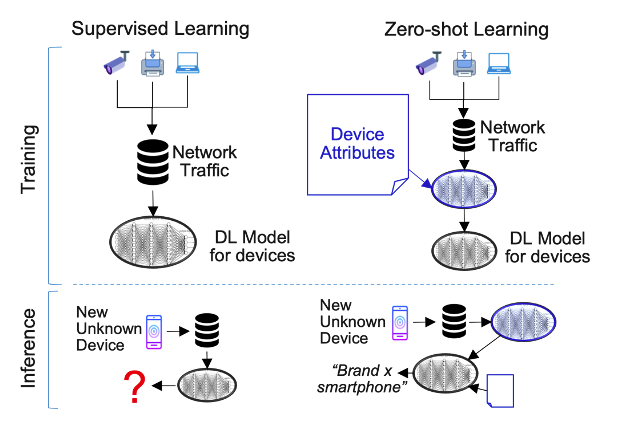 Supervised Learning
Zero-shot Learning
Training
Network
Traffic
DL Model
for devices
Device
Attributes
Network
Traffic
DL Model
for devices
Inference
New
Unknown
Device
?
New
Unknown
Device
“Brand x
smartphone”